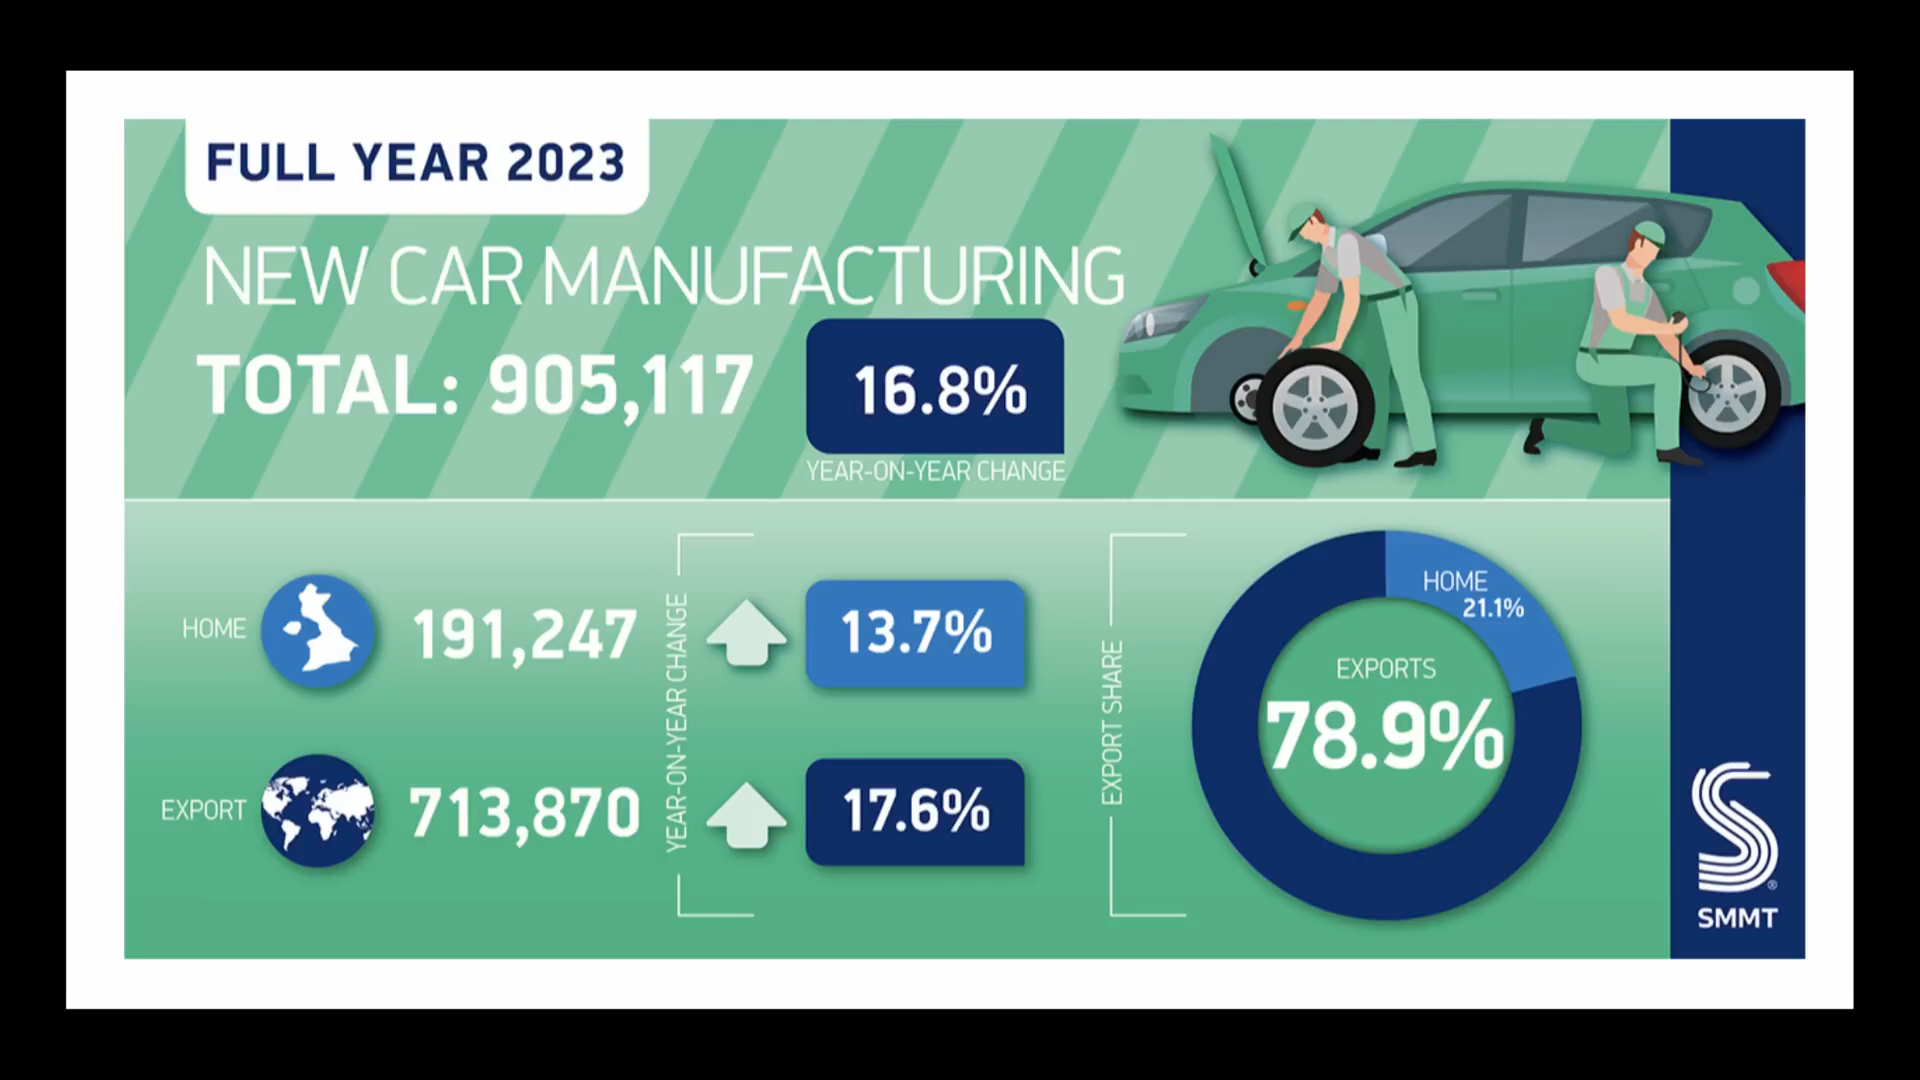 FULL YEAR 2023
NEW CAR MANUFACTURING
TOTAL: 905,117
16.8%
YEAR-ON-YEAR CHANGE
HOME
191,247
EXPORT
713,870
YEAR-ON-YEAR CHANGE
13.7%
17.6%
EXPORT SHARE
HOME
21.1%
EXPORTS
78.9%
SMMT